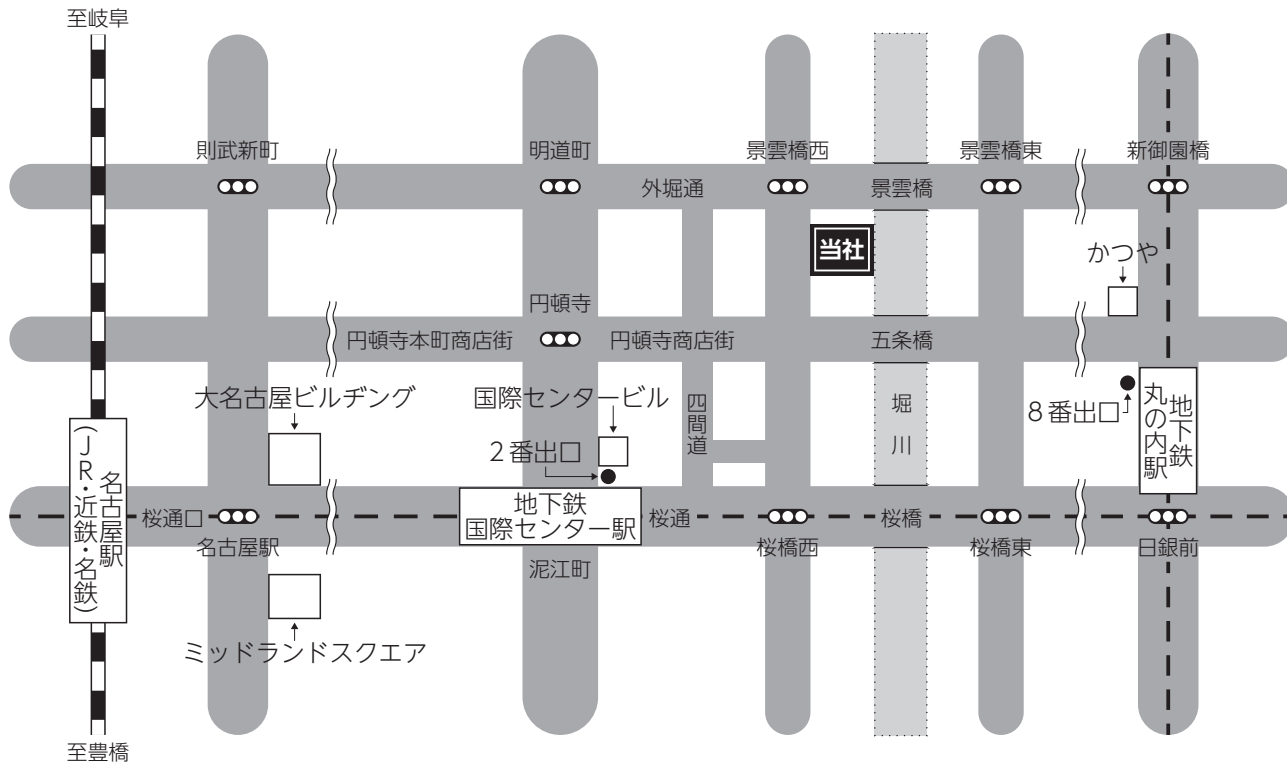 至岐阜
則武新町
明道町
景雲橋西
景雲橋東
新御園橋
外堀通
景雲橋
当社
かつや
円頓寺
円頓寺本町商店街
円頓寺商店街
五条橋
大名古屋ビルヂング
国際センタービル
2番出口
四間道
堀川
8番出口
地下鉄
丸の内駅
名古屋駅
(JR・近鉄・名鉄)
桜通口
名古屋駅
地下鉄
国際センター駅
桜通
桜橋
桜橋西
桜橋東
日銀前
泥江町
ミッドランドスクエア
至豊橋